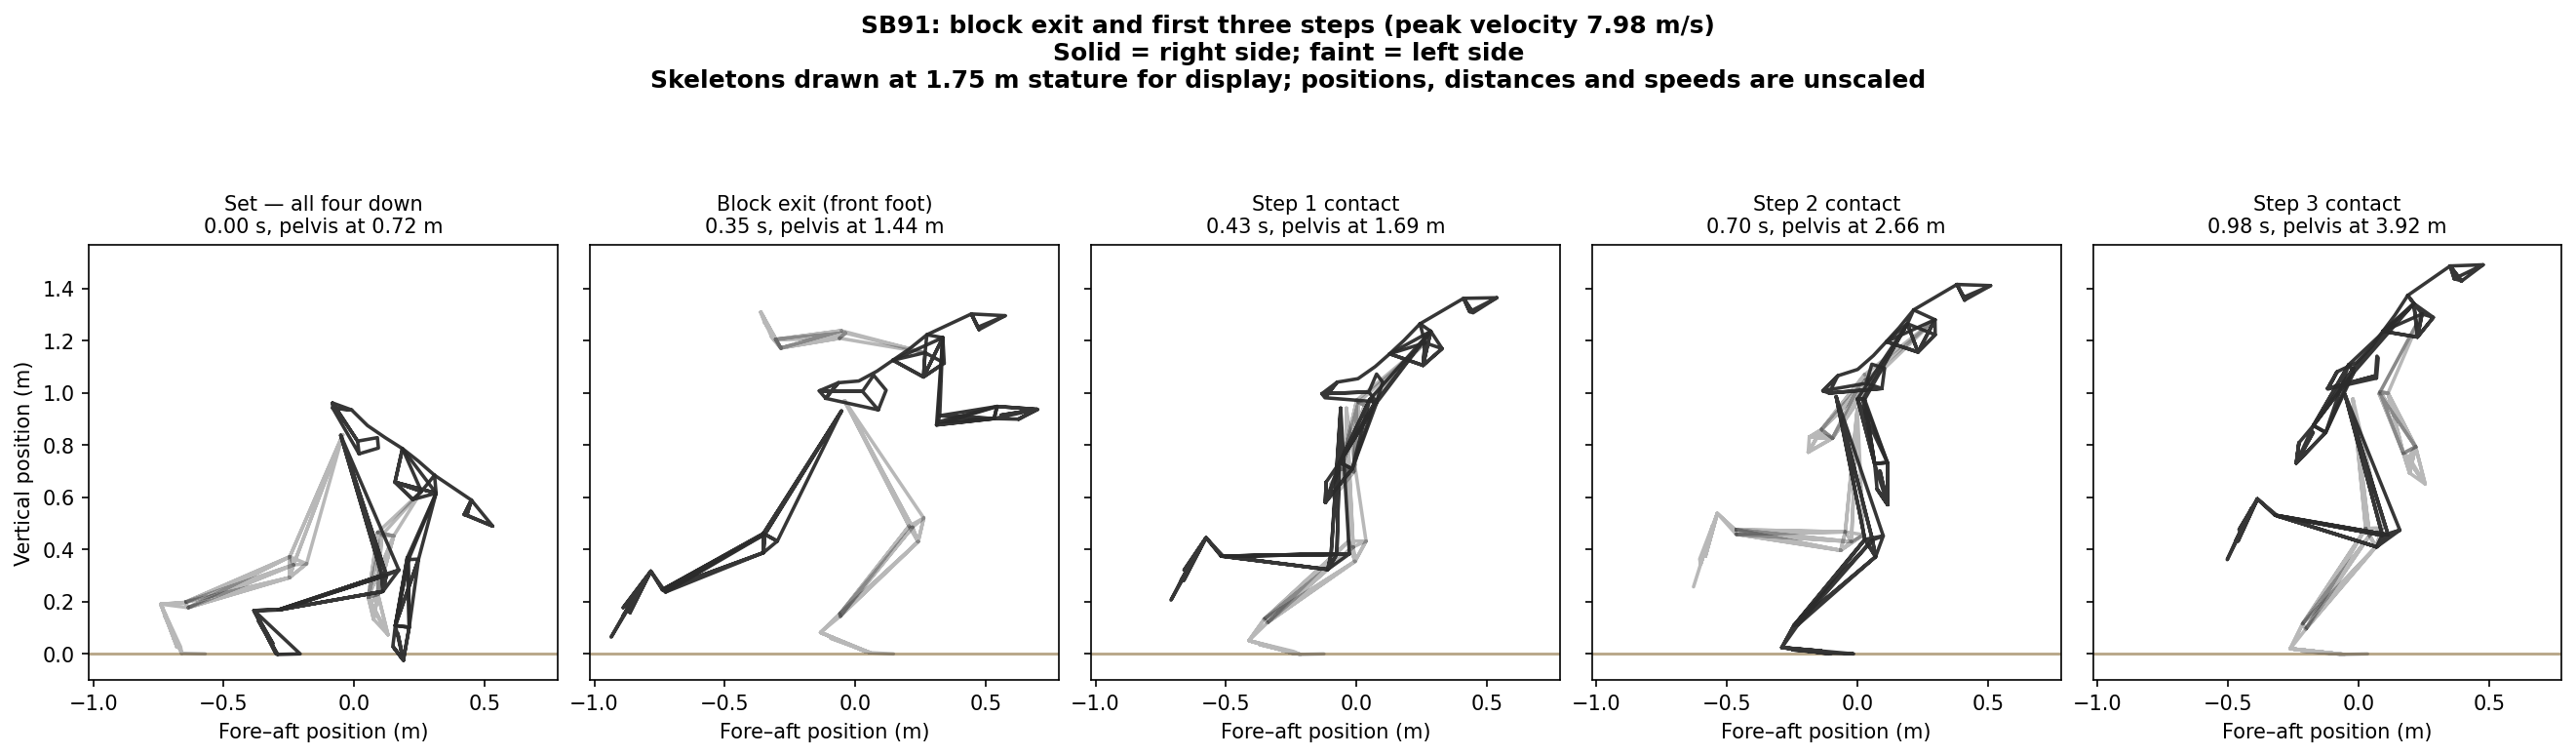 SB91: block exit and first three steps (peak velocity 7.98 m/s)
Solid = right side; faint = left side
Skeletons drawn at 1.75 m stature for display; positions, distances and speeds are unscaled
Set — all four down
0.00 s, pelvis at 0.72 m
Block exit (front foot)
0.35 s, pelvis at 1.44 m
Step 1 contact
0.43 s, pelvis at 1.69 m
Step 2 contact
0.70 s, pelvis at 2.66 m
Step 3 contact
0.98 s, pelvis at 3.92 m
Vertical position (m)
1.4
1.2
1.0
0.8
0.6
0.4
0.2
0.0
−1.0 −0.5 0.0 0.5
−1.0 −0.5 0.0 0.5
−1.0 −0.5 0.0 0.5
−1.0 −0.5 0.0 0.5
−1.0 −0.5 0.0 0.5
Fore–aft position (m)
Fore–aft position (m)
Fore–aft position (m)
Fore–aft position (m)
Fore–aft position (m)